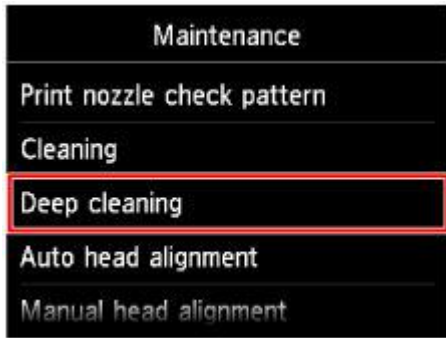 Maintenance
Print nozzle check pattern
Cleaning
Deep cleaning
Auto head alignment
Manual head alignment